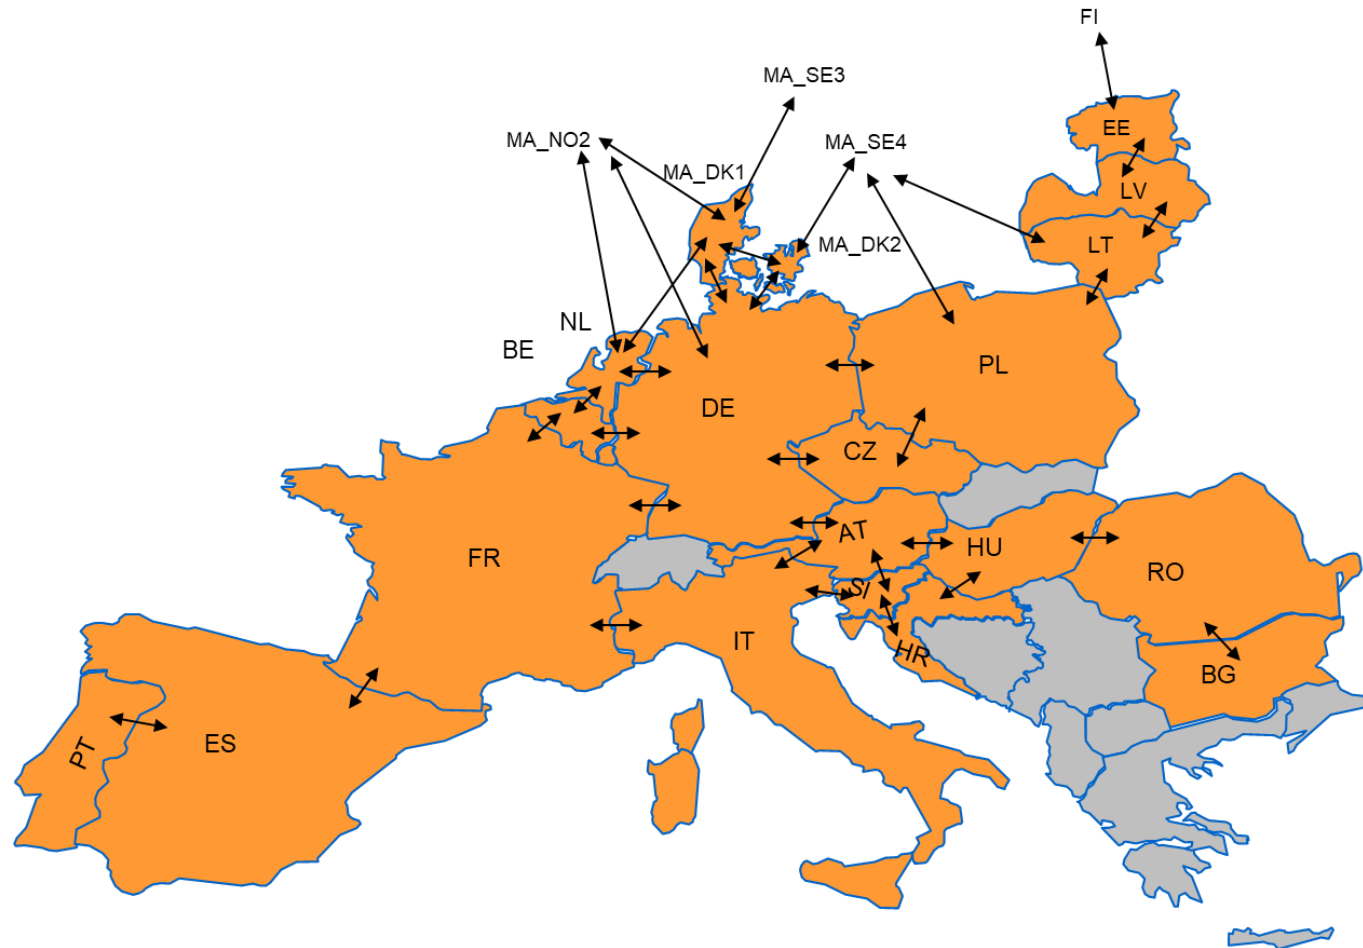 FI
MA_SE3
EE
MA_NO2
MA_SE4
MA_DK1
LV
MA_DK2
LT
NL
BE
PL
DE
CZ
AT
HU
FR
RO
SI
IT
HR
BG
ES
PT